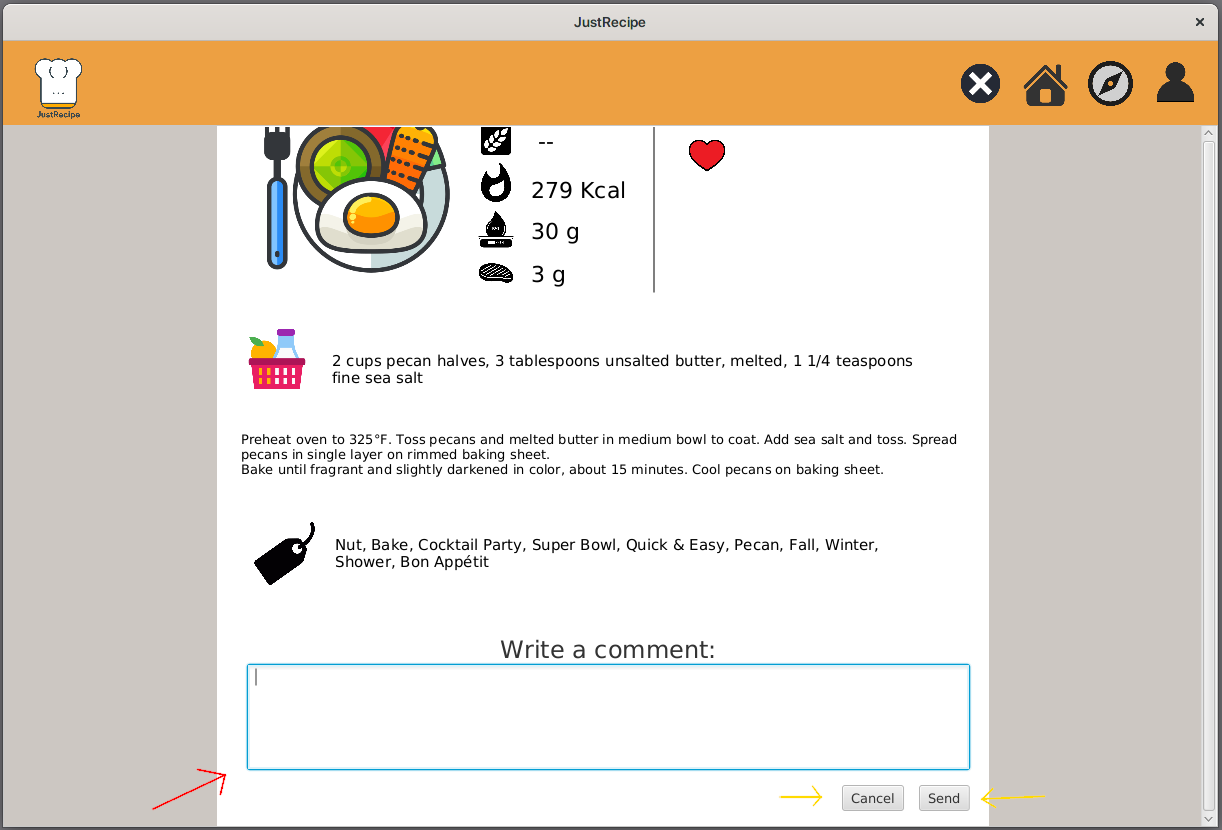 JustRecipe
JustRecipe
--
279 Kcal
30 g
3 g
2 cups pecan halves, 3 tablespoons unsalted butter, melted, 1 1/4 teaspoons
fine sea salt
Preheat oven to 325°F. Toss pecans and melted butter in medium bowl to coat. Add sea salt and toss. Spread
pecans in single layer on rimmed baking sheet.
Bake until fragrant and slightly darkened in color, about 15 minutes. Cool pecans on baking sheet.
Nut, Bake, Cocktail Party, Super Bowl, Quick & Easy, Pecan, Fall, Winter,
Shower, Bon Appétit
Write a comment:
Cancel Send